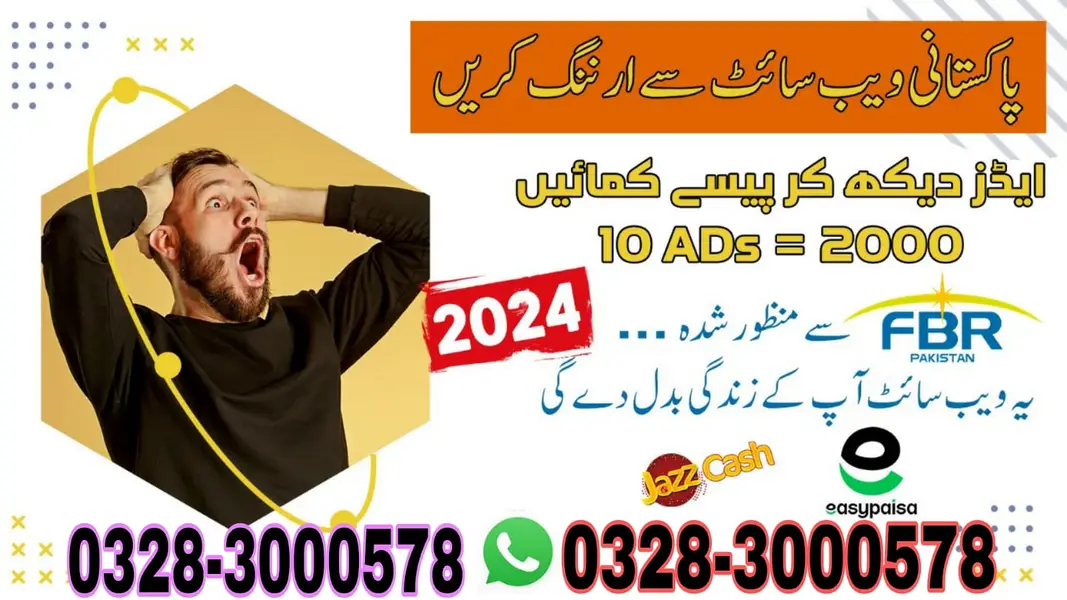 پاکستانی ویب سائٹ سے ارننگ کریں
ایڈز دیکھ کر پیسے کمائیں
10 ADs = 2000
2024
FBR
PAKISTAN
سے منظور شدہ ...
یہ ویب سائٹ آپ کے زندگی بدل دے گی
Jazz Cash
easypaisa
0328-3000578
0328-3000578